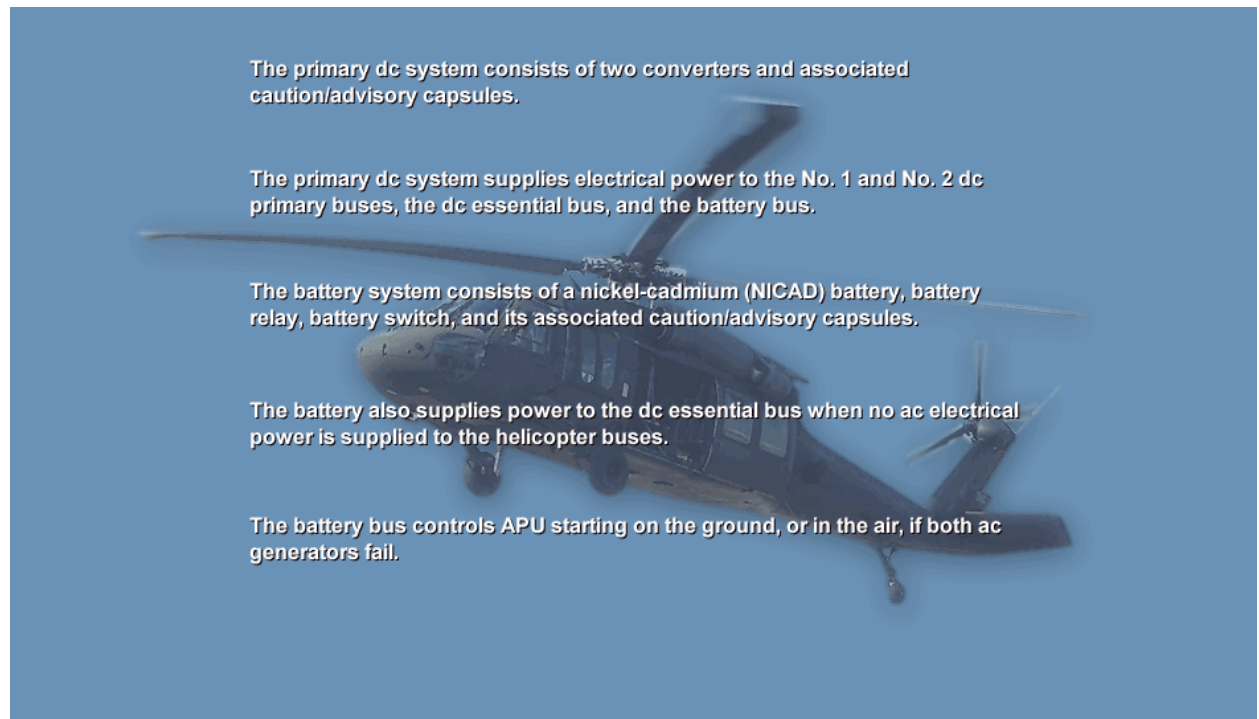 The primary dc system consists of two converters and associated
caution/advisory capsules.
The primary dc system supplies electrical power to the No. 1 and No. 2 dc
primary buses, the dc essential bus, and the battery bus.
The battery system consists of a nickel-cadmium (NICAD) battery, battery
relay, battery switch, and its associated caution/advisory capsules.
The battery also supplies power to the dc essential bus when no ac electrical
power is supplied to the helicopter buses.
The battery bus controls APU starting on the ground, or in the air, if both ac
generators fail.